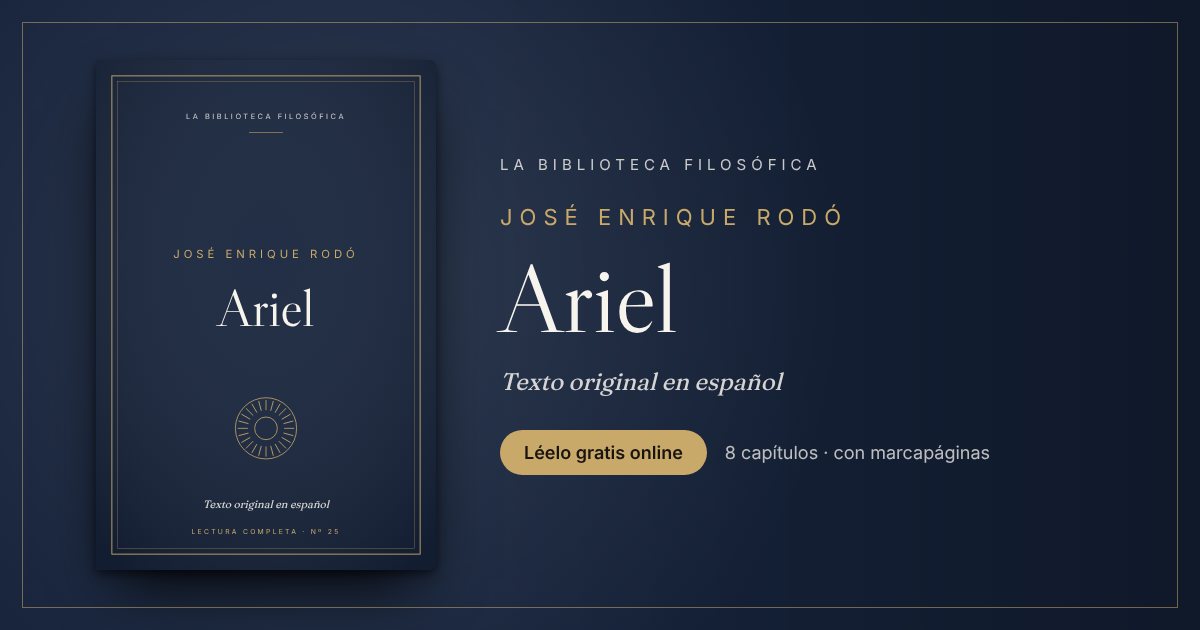 LA BIBLIOTECA FILOSÓFICA
JOSÉ ENRIQUE RODÓ
Ariel
Texto original en español
LECTURA COMPLETA · Nº 25
LA BIBLIOTECA FILOSÓFICA
JOSÉ ENRIQUE RODÓ
Ariel
Texto original en español
Léelo gratis online
8 capítulos · con marcapáginas